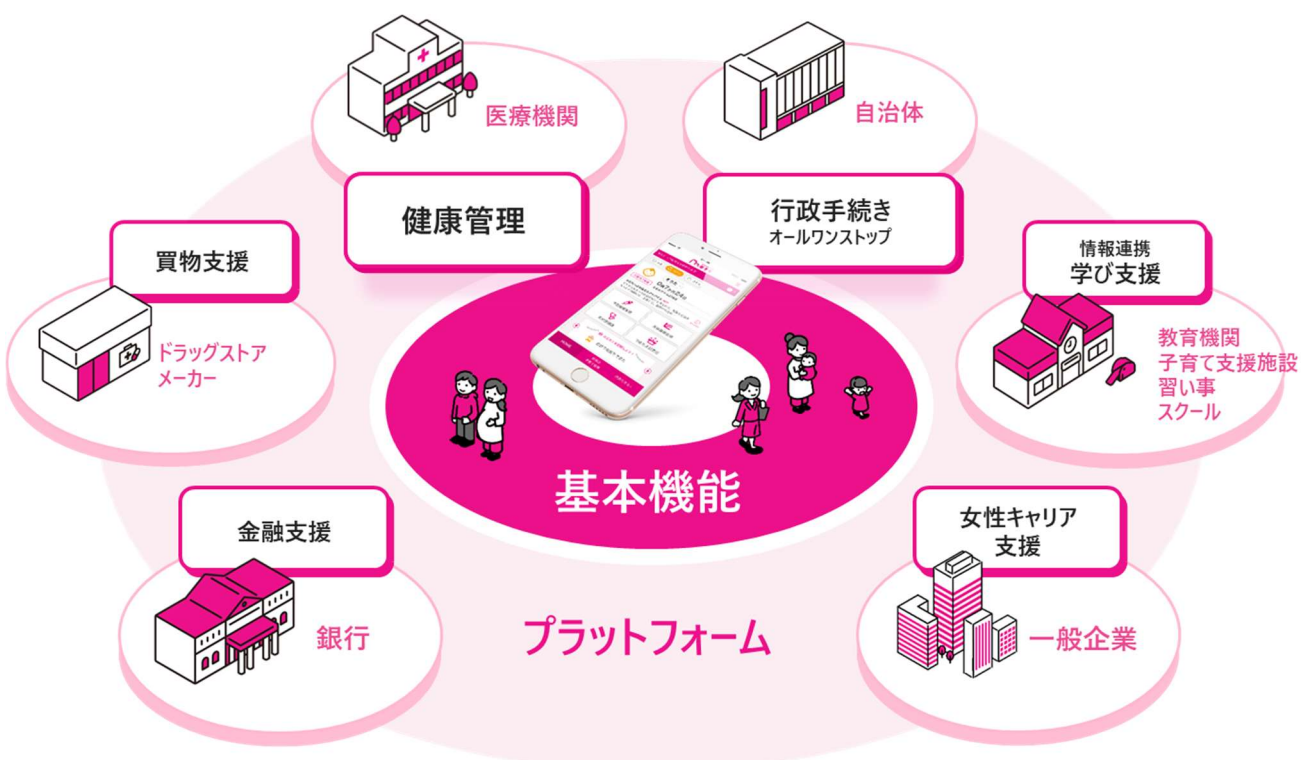 医療機関
自治体
健康管理
行政手続き
オールワンストップ
買物支援
情報連携
学び支援
ドラッグストア
メーカー
教育機関
子育て支援施設
習い事
スクール
基本機能
金融支援
女性キャリア
支援
銀行
プラットフォーム
一般企業